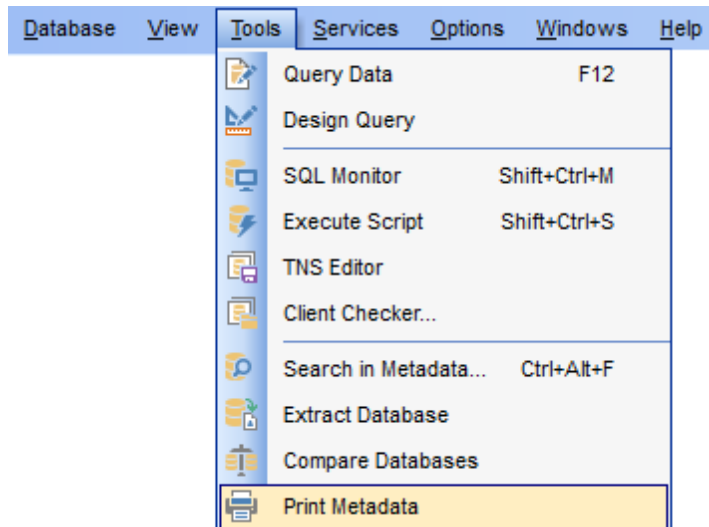 Database View Tools Services Options Windows Help
Query Data F12
Design Query
SQL Monitor Shift+Ctrl+M
Execute Script Shift+Ctrl+S
TNS Editor
Client Checker...
Search in Metadata... Ctrl+Alt+F
Extract Database
Compare Databases
Print Metadata